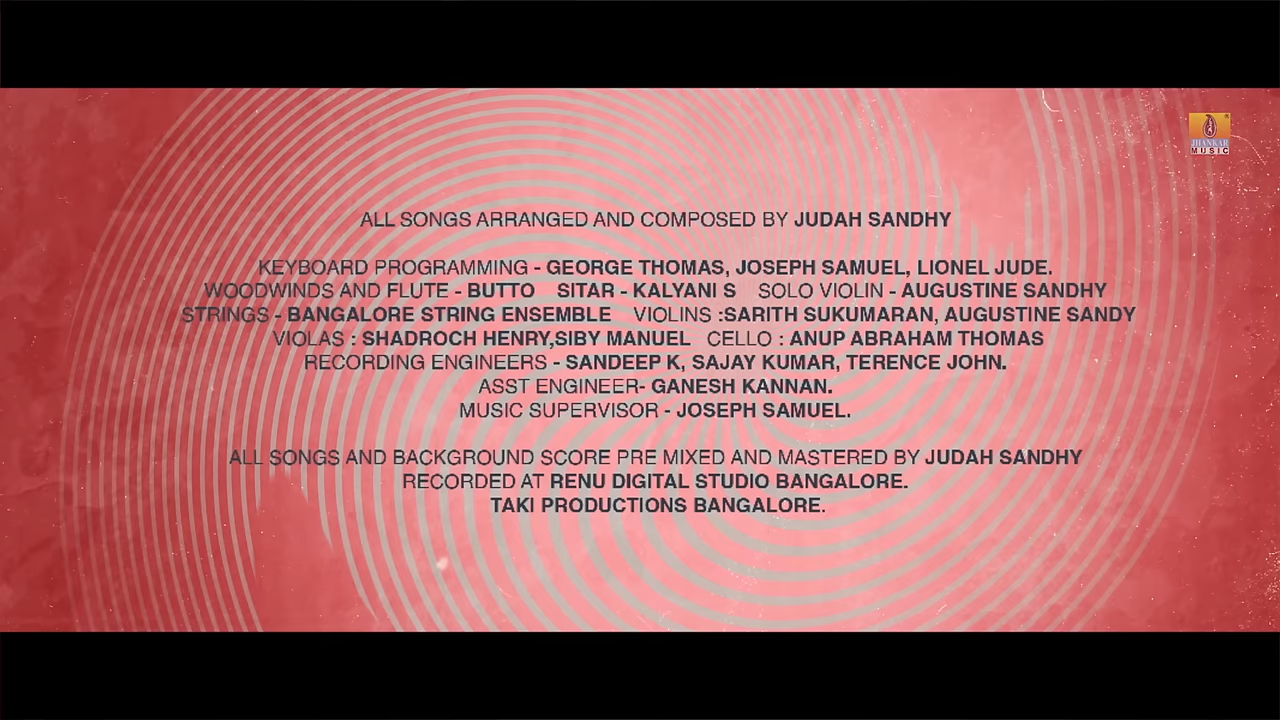 JHANKAR
MUSIC
ALL SONGS ARRANGED AND COMPOSED BY JUDAH SANDHY
KEYBOARD PROGRAMMING - GEORGE THOMAS, JOSEPH SAMUEL, LIONEL JUDE.
WOODWINDS AND FLUTE - BUTTO SITAR - KALYANI S SOLO VIOLIN - AUGUSTINE SANDHY
STRINGS - BANGALORE STRING ENSEMBLE VIOLINS :SARITH SUKUMARAN, AUGUSTINE SANDY
VIOLAS : SHADROCH HENRY,SIBY MANUEL CELLO : ANUP ABRAHAM THOMAS
RECORDING ENGINEERS - SANDEEP K, SAJAY KUMAR, TERENCE JOHN.
ASST ENGINEER- GANESH KANNAN.
MUSIC SUPERVISOR - JOSEPH SAMUEL.
ALL SONGS AND BACKGROUND SCORE PRE MIXED AND MASTERED BY JUDAH SANDHY
RECORDED AT RENU DIGITAL STUDIO BANGALORE.
TAKI PRODUCTIONS BANGALORE.